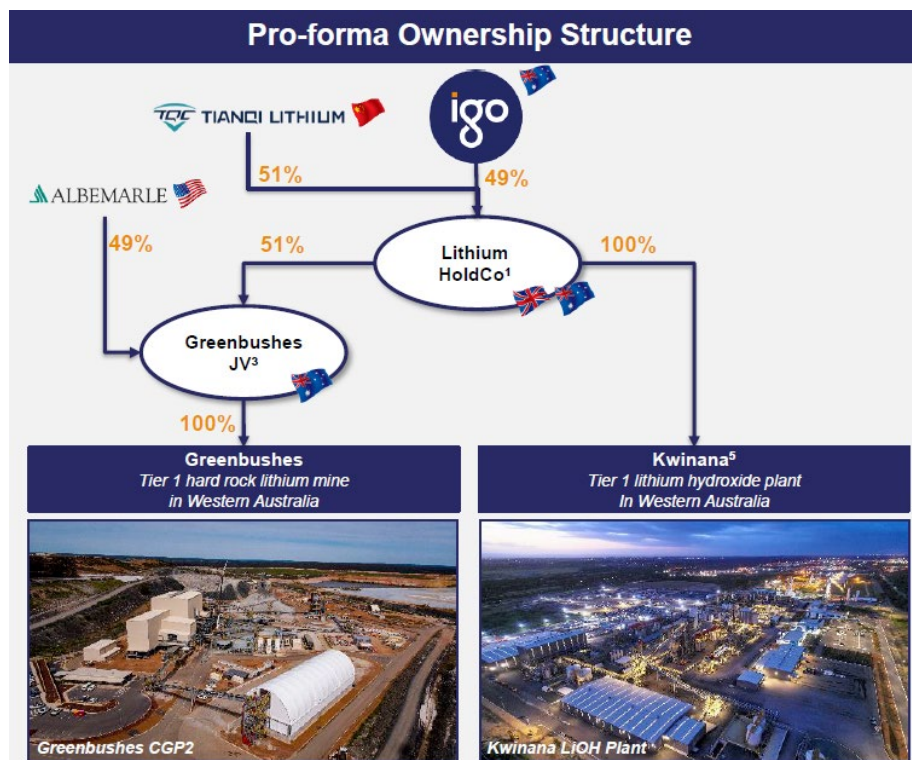 Pro-forma Ownership Structure
TQC TIANQI LITHIUM
igo
51%
49%
ALBEMARLE
49%
51%
Lithium
HoldCo¹
100%
Greenbushes
JV³
100%
Greenbushes
Tier 1 hard rock lithium mine
in Western Australia
Kwinana⁵
Tier 1 lithium hydroxide plant
In Western Australia
Greenbushes CGP2
Kwinana LiOH Plant